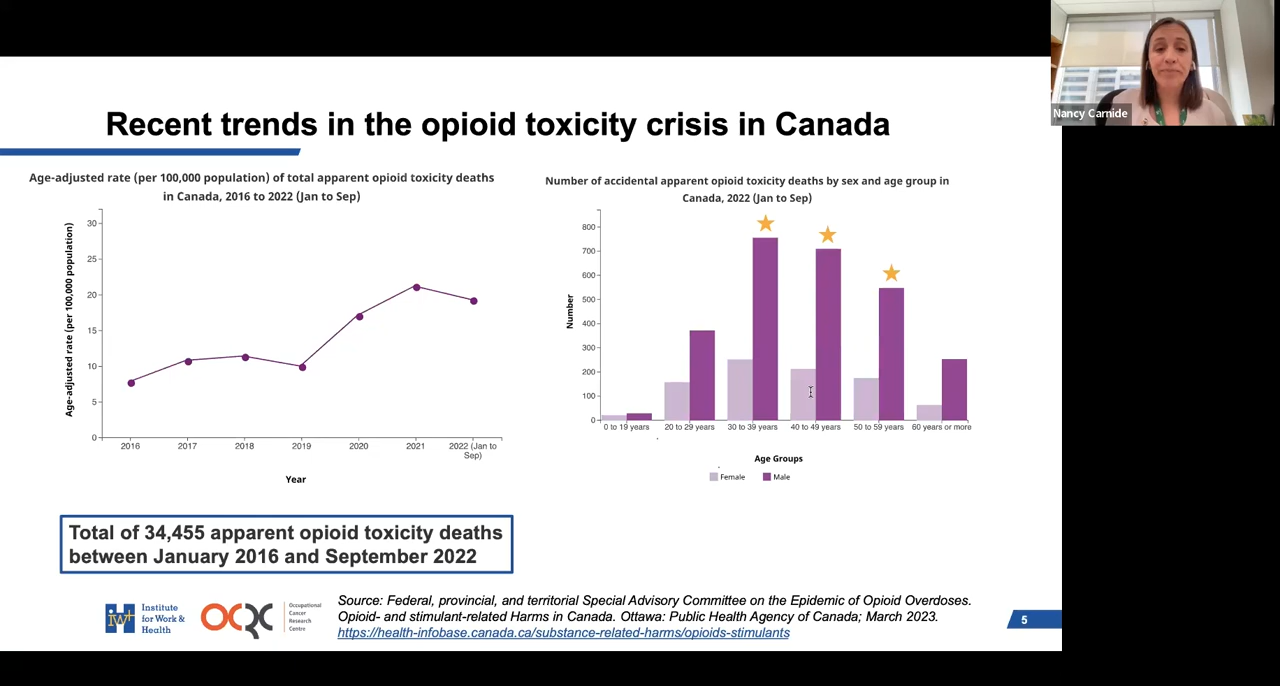 Recent trends in the opioid toxicity crisis in Canada
Nancy Carnide
Age-adjusted rate (per 100,000 population) of total apparent opioid toxicity deaths
in Canada, 2016 to 2022 (Jan to Sep)
Age-adjusted rate (per 100,000 population)
30
25
20
15
10
5
0
2016
2017
2018
2019
2020
2021
2022 (Jan to
Sep)
Year
Number of accidental apparent opioid toxicity deaths by sex and age group in
Canada, 2022 (Jan to Sep)
Number
800
700
600
500
400
300
200
100
0
0 to 19 years
20 to 29 years
30 to 39 years
40 to 49 years
50 to 59 years
60 years or more
Age Groups
Female
Male
Total of 34,455 apparent opioid toxicity deaths
between January 2016 and September 2022
iw
Institute
for Work &
Health
OCRC
Occupational
Cancer
Research
Centre
Source: Federal, provincial, and territorial Special Advisory Committee on the Epidemic of Opioid Overdoses.
Opioid- and stimulant-related Harms in Canada. Ottawa: Public Health Agency of Canada; March 2023.
https://health-infobase.canada.ca/substance-related-harms/opioids-stimulants
5